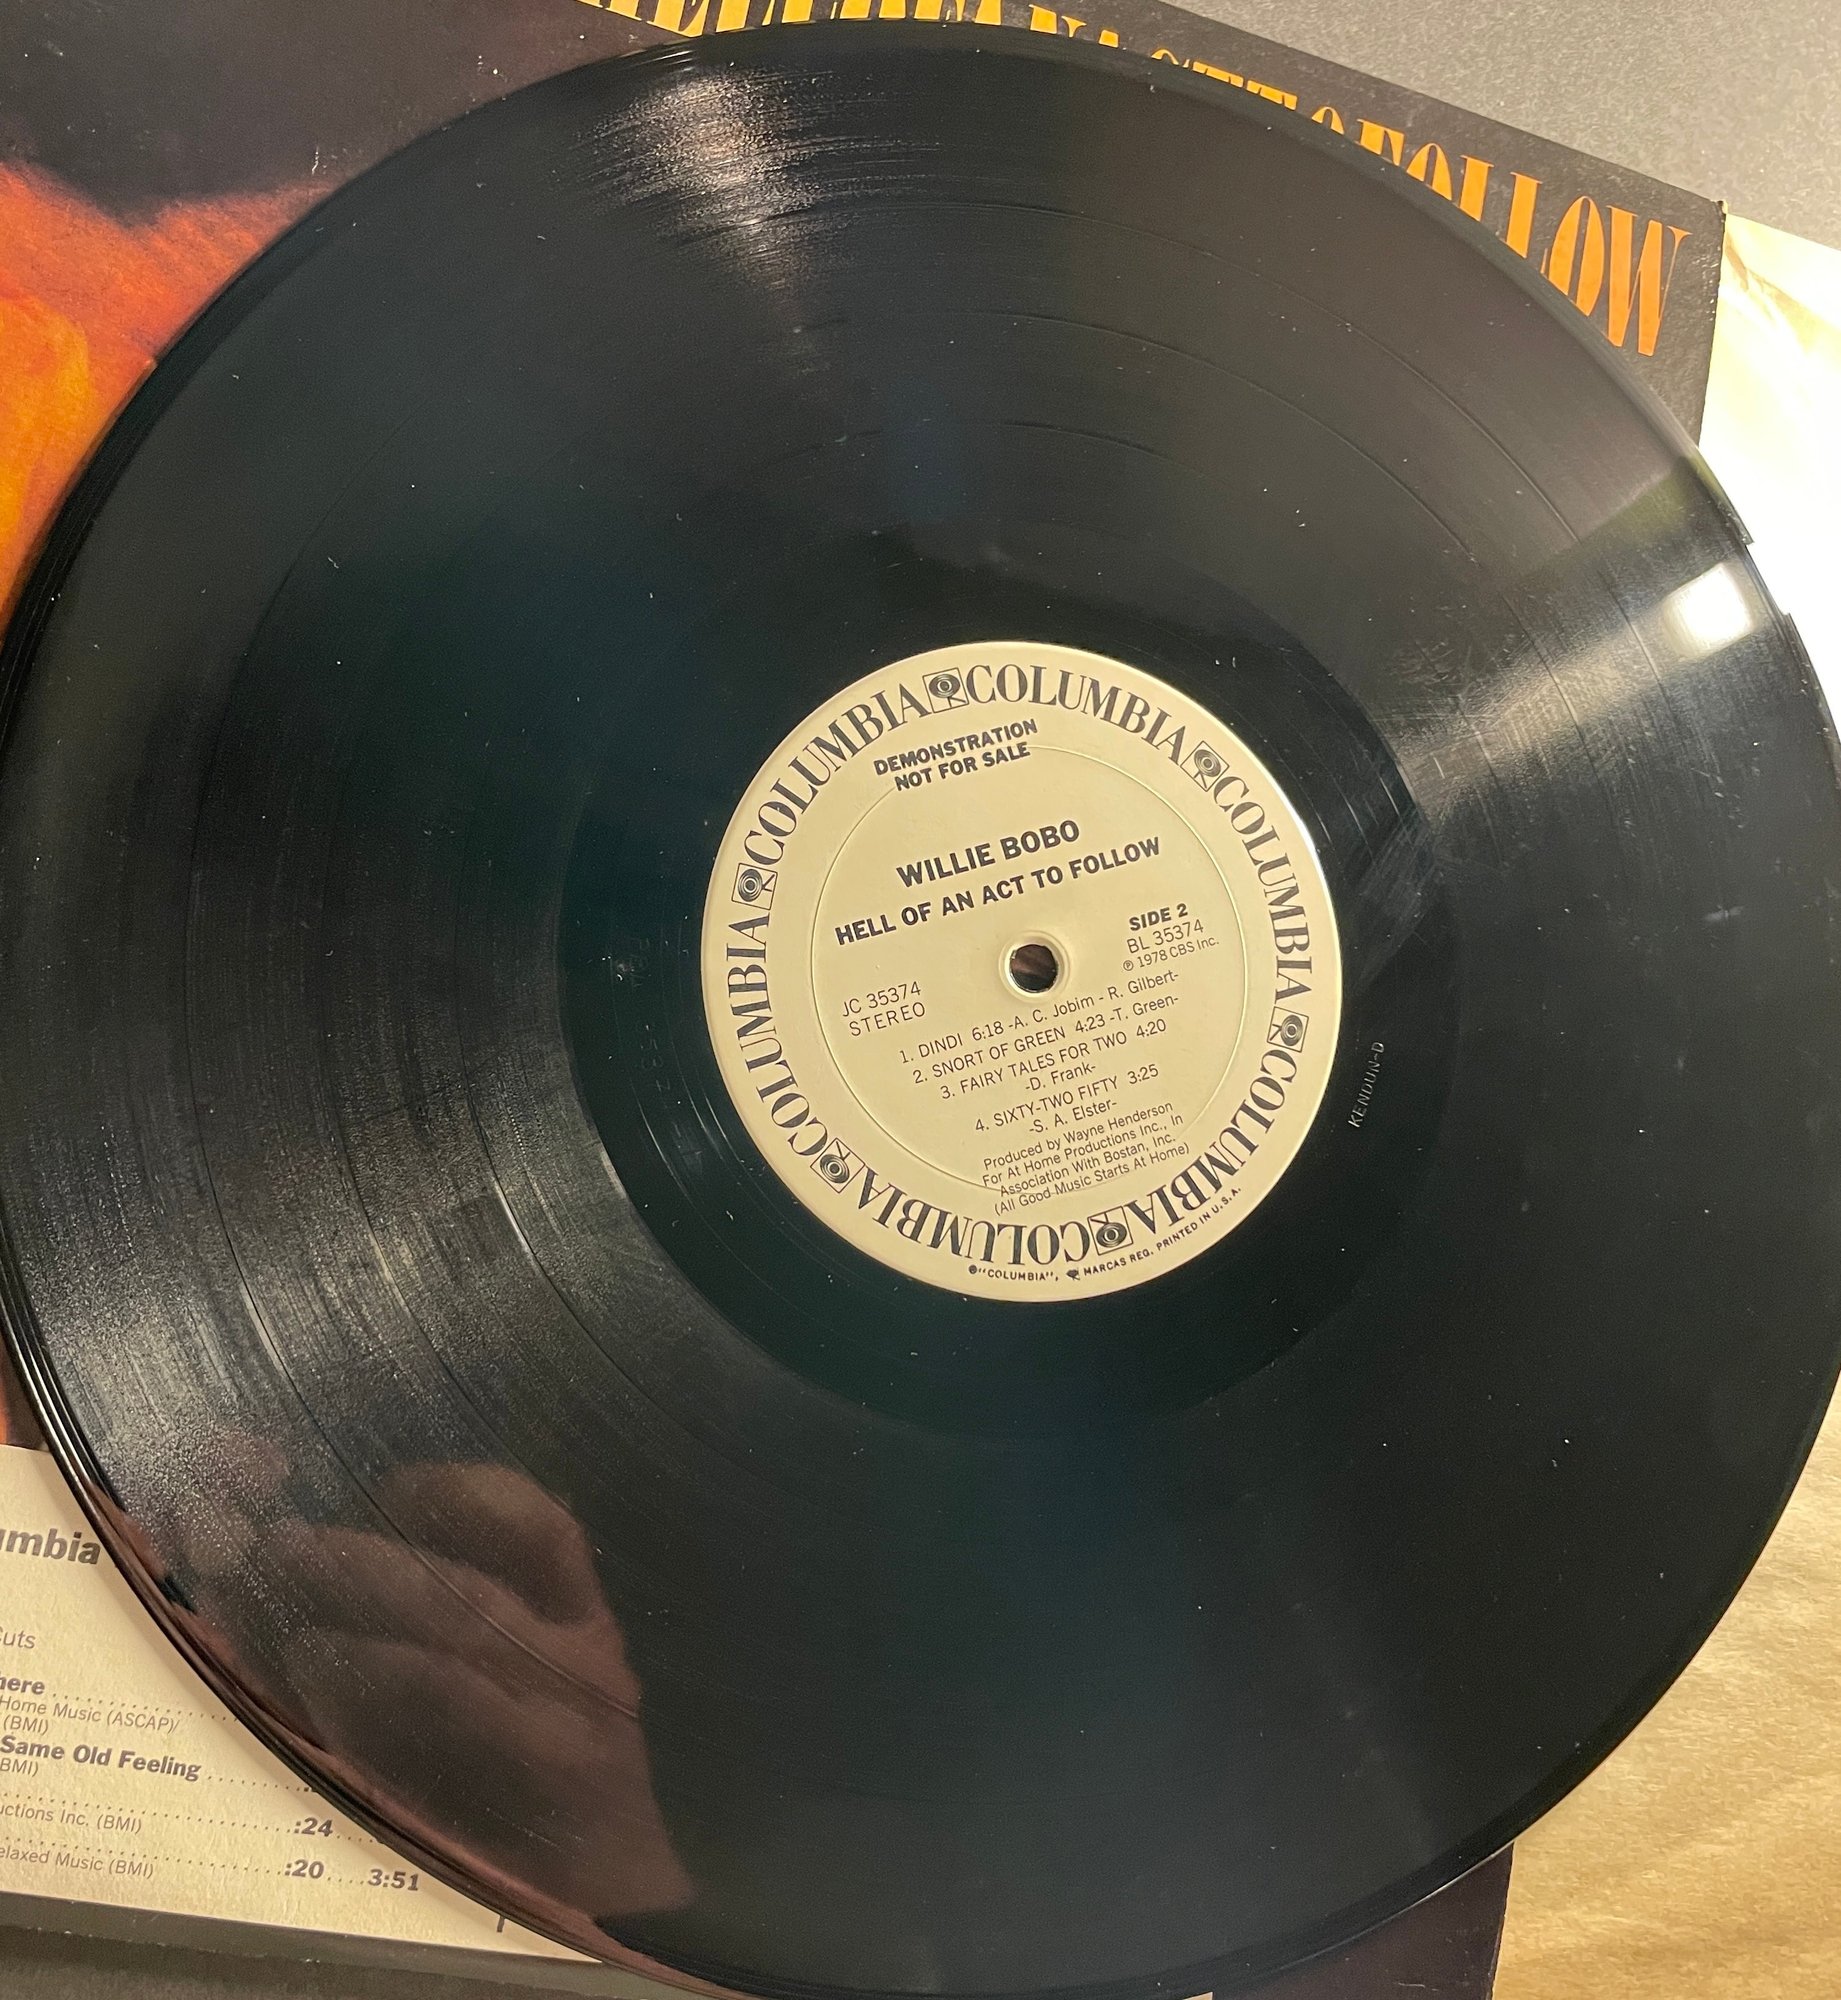 FOLLOW
COLUMBIA COLUMBIA COLUMBIA COLUMBIA COLUMBIA COLUMBIA
DEMONSTRATION
NOT FOR SALE
WILLIE BOBO
HELL OF AN ACT TO FOLLOW
SIDE 2
BL 35374
℗ 1978 CBS Inc.
JC 35374
STEREO
1. DINDI 6:18 -A. C. Jobim - R. Gilbert-
2. SNORT OF GREEN 4:23 -T. Green-
3. FAIRY TALES FOR TWO 4:20
-D. Frank-
4. SIXTY-TWO FIFTY 3:25
-S. A. Elster-
Produced by Wayne Henderson
For At Home Productions Inc., In
Association With Bostan, Inc.
(All Good Music Starts At Home)
®"COLUMBIA", MARCAS REG. PRINTED IN U.S.A.
KENDUN-D
umbia
Cuts
here
Home Music (ASCAP)/
(BMI)
Same Old Feeling
BMI)
uctions Inc. (BMI) :24
elaxed Music (BMI) :20 .... 3:51